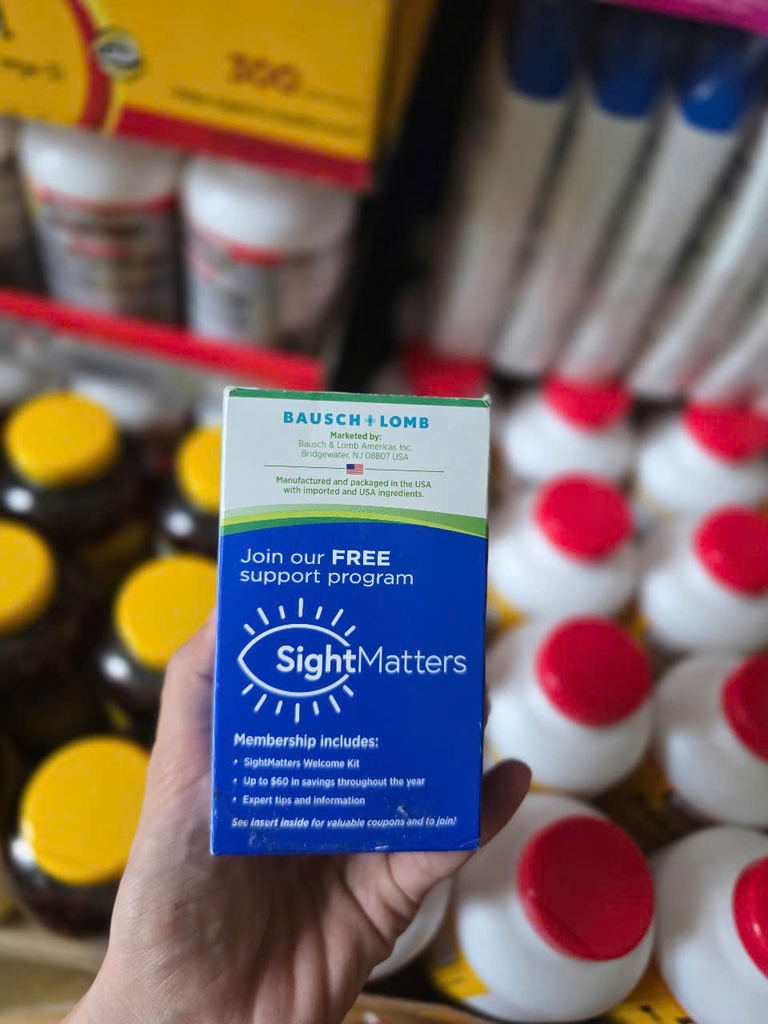 300
BAUSCH + LOMB
Marketed by:
Bausch & Lomb Americas Inc.
Bridgewater, NJ 08807 USA
Manufactured and packaged in the USA
with imported and USA ingredients.
Join our FREE
support program
SightMatters
Membership includes:
• SightMatters Welcome Kit
• Up to $60 in savings throughout the year
• Expert tips and information
See insert inside for valuable coupons and to join!